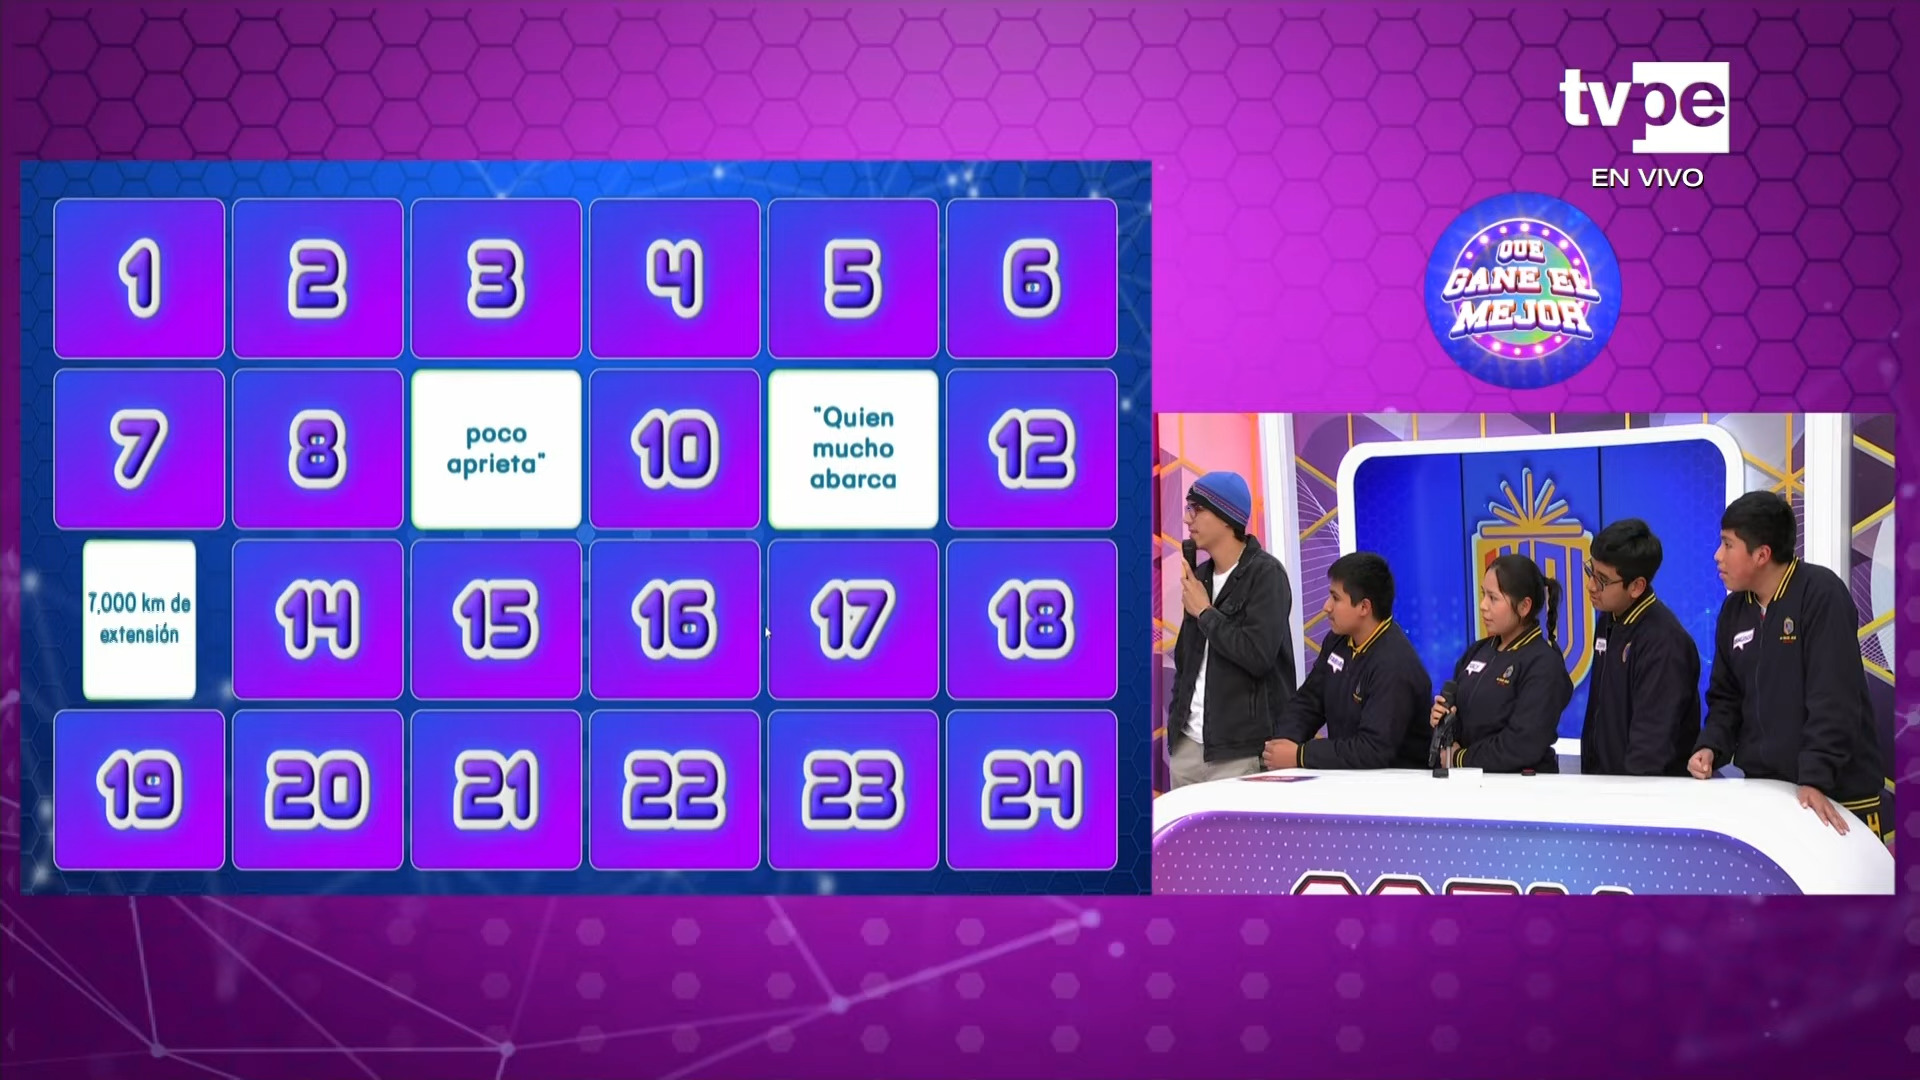 tvpe
EN VIVO
QUE
GANE EL
MEJOR
1 2 3 4 5 6
7 8
poco
aprieta"
10
"Quien
mucho
abarca
12
7,000 km de
extensión
14 15 16 17 18
19 20 21 22 23 24